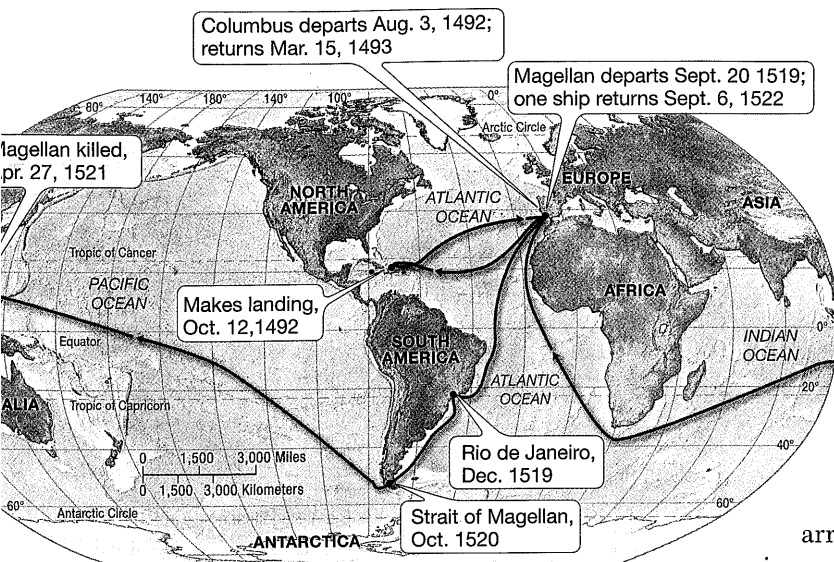 Columbus departs Aug. 3, 1492;
returns Mar. 15, 1493
Magellan departs Sept. 20 1519;
one ship returns Sept. 6, 1522
80°
140°
180°
140°
100°
0°
Arctic Circle
Magellan killed,
pr. 27, 1521
NORTH
AMERICA
ATLANTIC
OCEAN
EUROPE
ASIA
Tropic of Cancer
PACIFIC
OCEAN
Makes landing,
Oct. 12,1492
AFRICA
Equator
SOUTH
AMERICA
0°
INDIAN
OCEAN
ALIA
Tropic of Capricorn
ATLANTIC
OCEAN
20°
Rio de Janeiro,
Dec. 1519
40°
0 1,500 3,000 Miles
0 1,500 3,000 Kilometers
60°
60°
Strait of Magellan,
Oct. 1520
Antarctic Circle
ANTARCTICA
arr